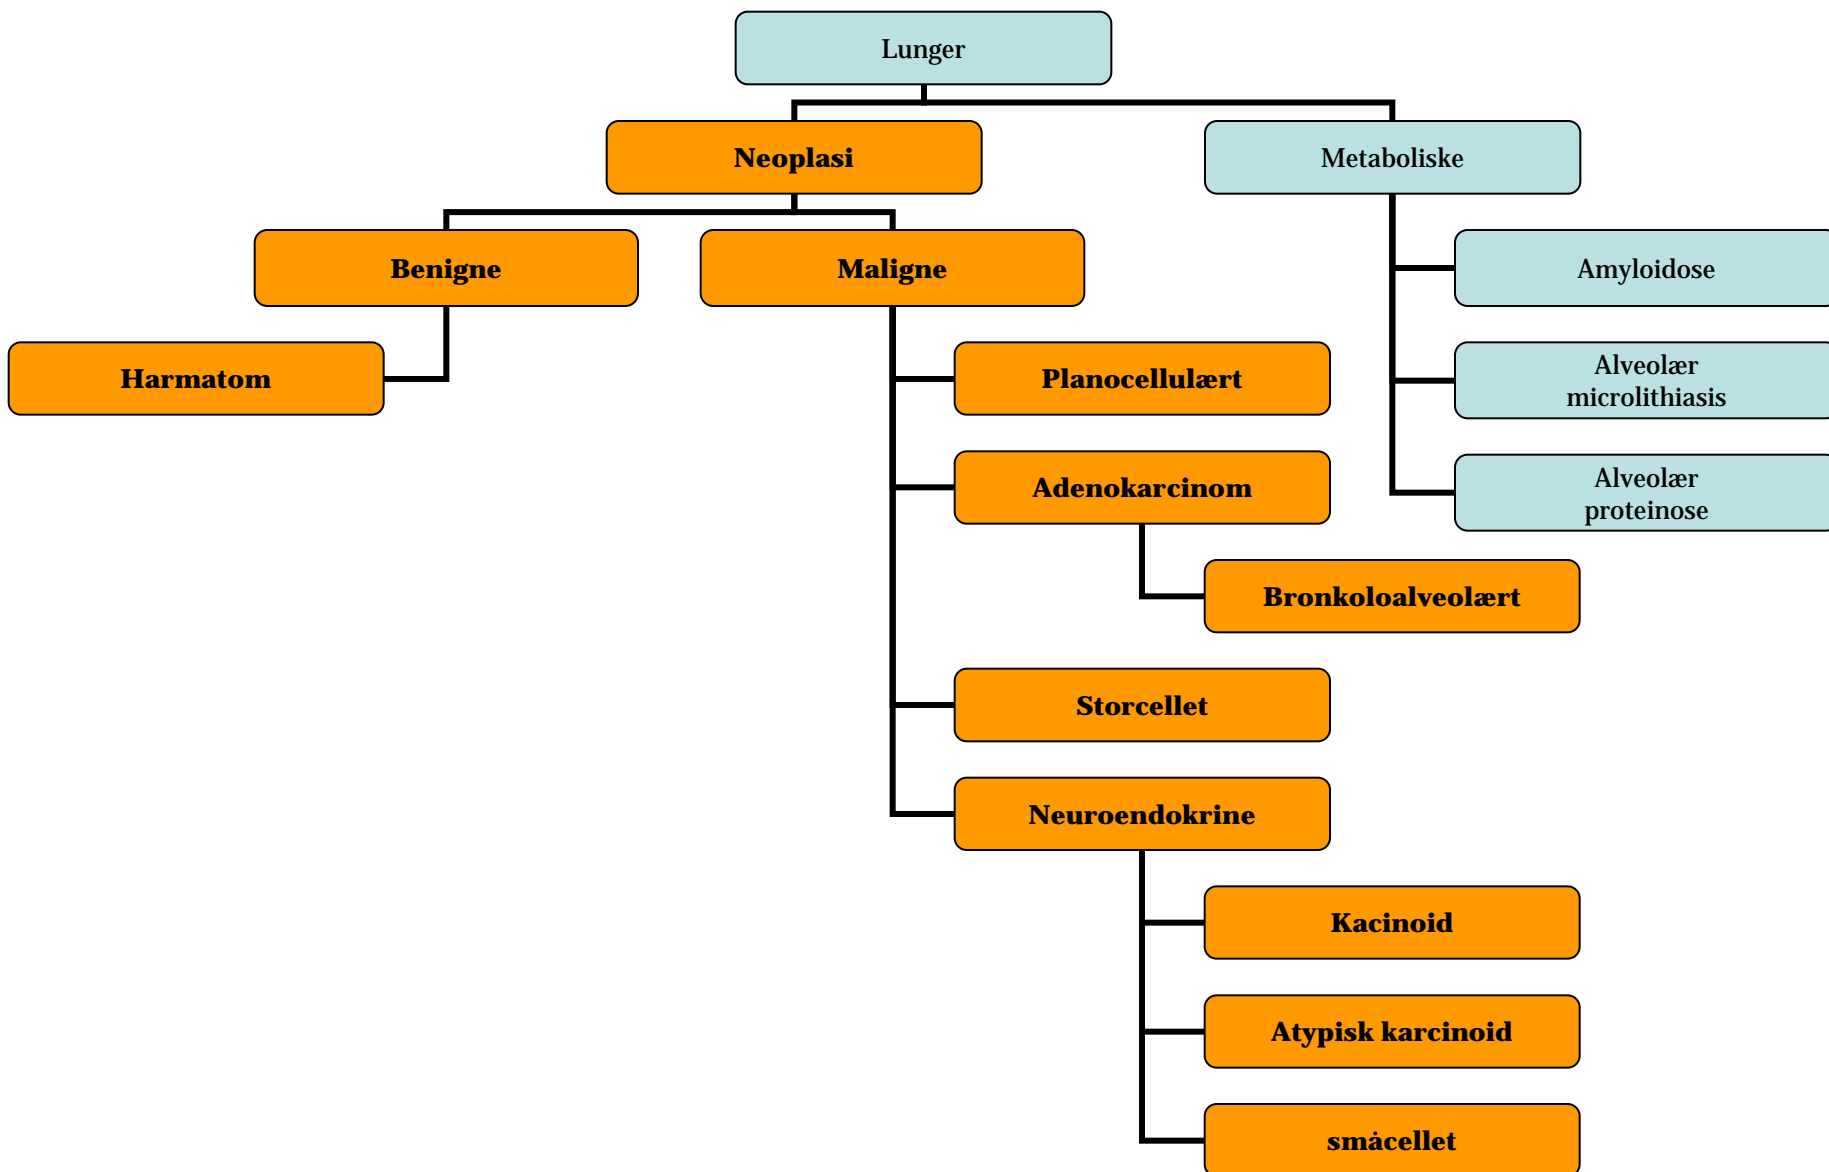 Lunger
Neoplasi
Metaboliske
Benigne
Maligne
Amyloidose
Harmatom
Planocellulært
Alveolær
microlithiasis
Adenokarcinom
Alveolær
proteinose
Bronkoloalveolært
Storcellet
Neuroendokrine
Kacinoid
Atypisk karcinoid
småcellet